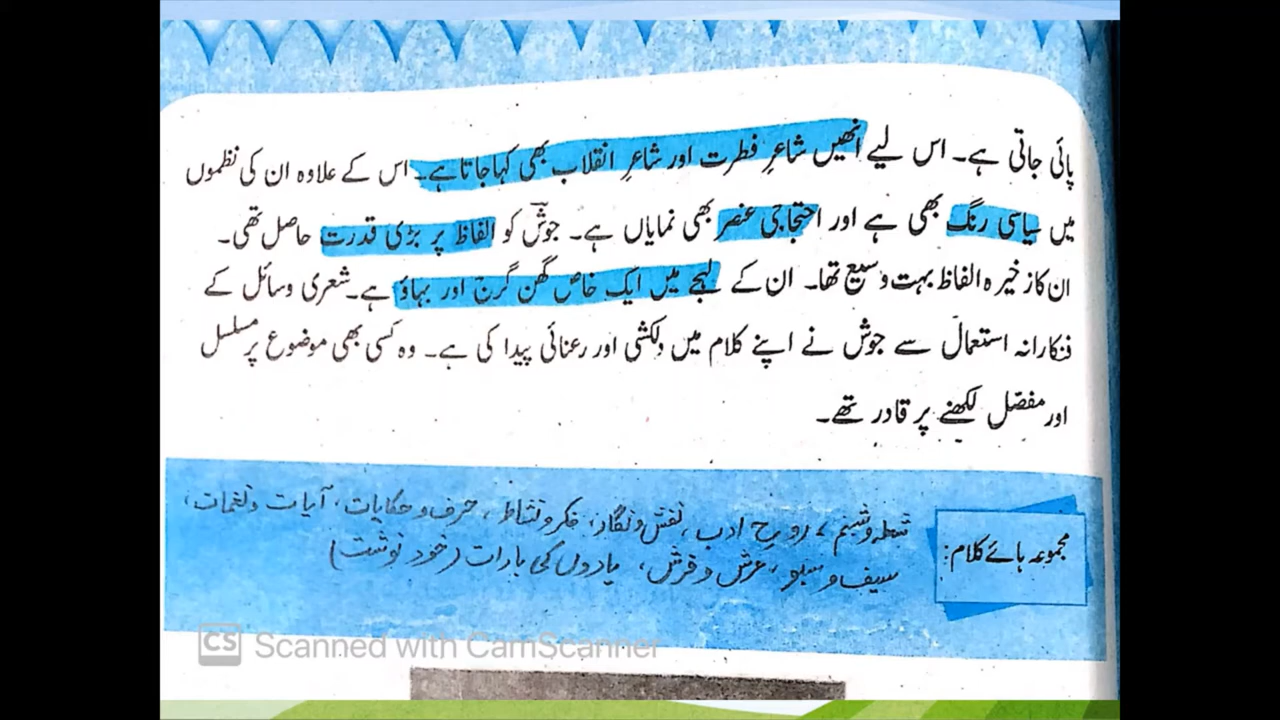 پائی جاتی ہے۔ اس لیے انھیں شاعرِ فطرت اور شاعرِ انقلاب بھی کہا جاتا ہے۔ اس کے علاوہ ان کی نظموں
میں سیاسی رنگ بھی ہے اور احتجاجی عنصر بھی نمایاں ہے۔ جوشؔ کو الفاظ پر بڑی قدرت حاصل تھی۔
ان کا ذخیرہ الفاظ بہت وسیع تھا۔ ان کے لہجے میں ایک خاص گھن گرج اور بہاؤ ہے۔ شعری وسائل کے
فنکارانہ استعمال سے جوش نے اپنے کلام میں دلکشی اور رعنائی پیدا کی ہے۔ وہ کسی بھی موضوع پر مسلسل
اور مفصّل لکھنے پر قادر تھے۔
مجموعہ ہائے کلام:
شعلہ و شبنم، روحِ ادب، نقش و نگار، فکر و نشاط، حرف و حکایات، آیات و نغمات،
سیف و سبو، عرش و فرش، یادوں کی بارات (خود نوشت)
CS Scanned with CamScanner